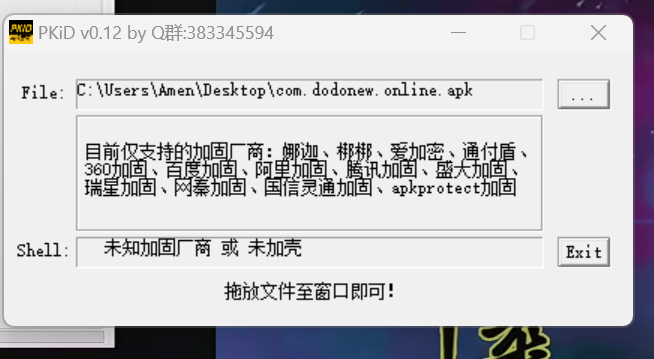 PKiD v0.12 by Q群:383345594
File: C:\Users\Amen\Desktop\com.dodonew.online.apk ...
目前仅支持的加固厂商：娜迦、梆梆、爱加密、通付盾、
360加固、百度加固、阿里加固、腾讯加固、盛大加固、
瑞星加固、网秦加固、国信灵通加固、apkprotect加固
Shell: 未知加固厂商 或 未加壳 Exit
拖放文件至窗口即可!